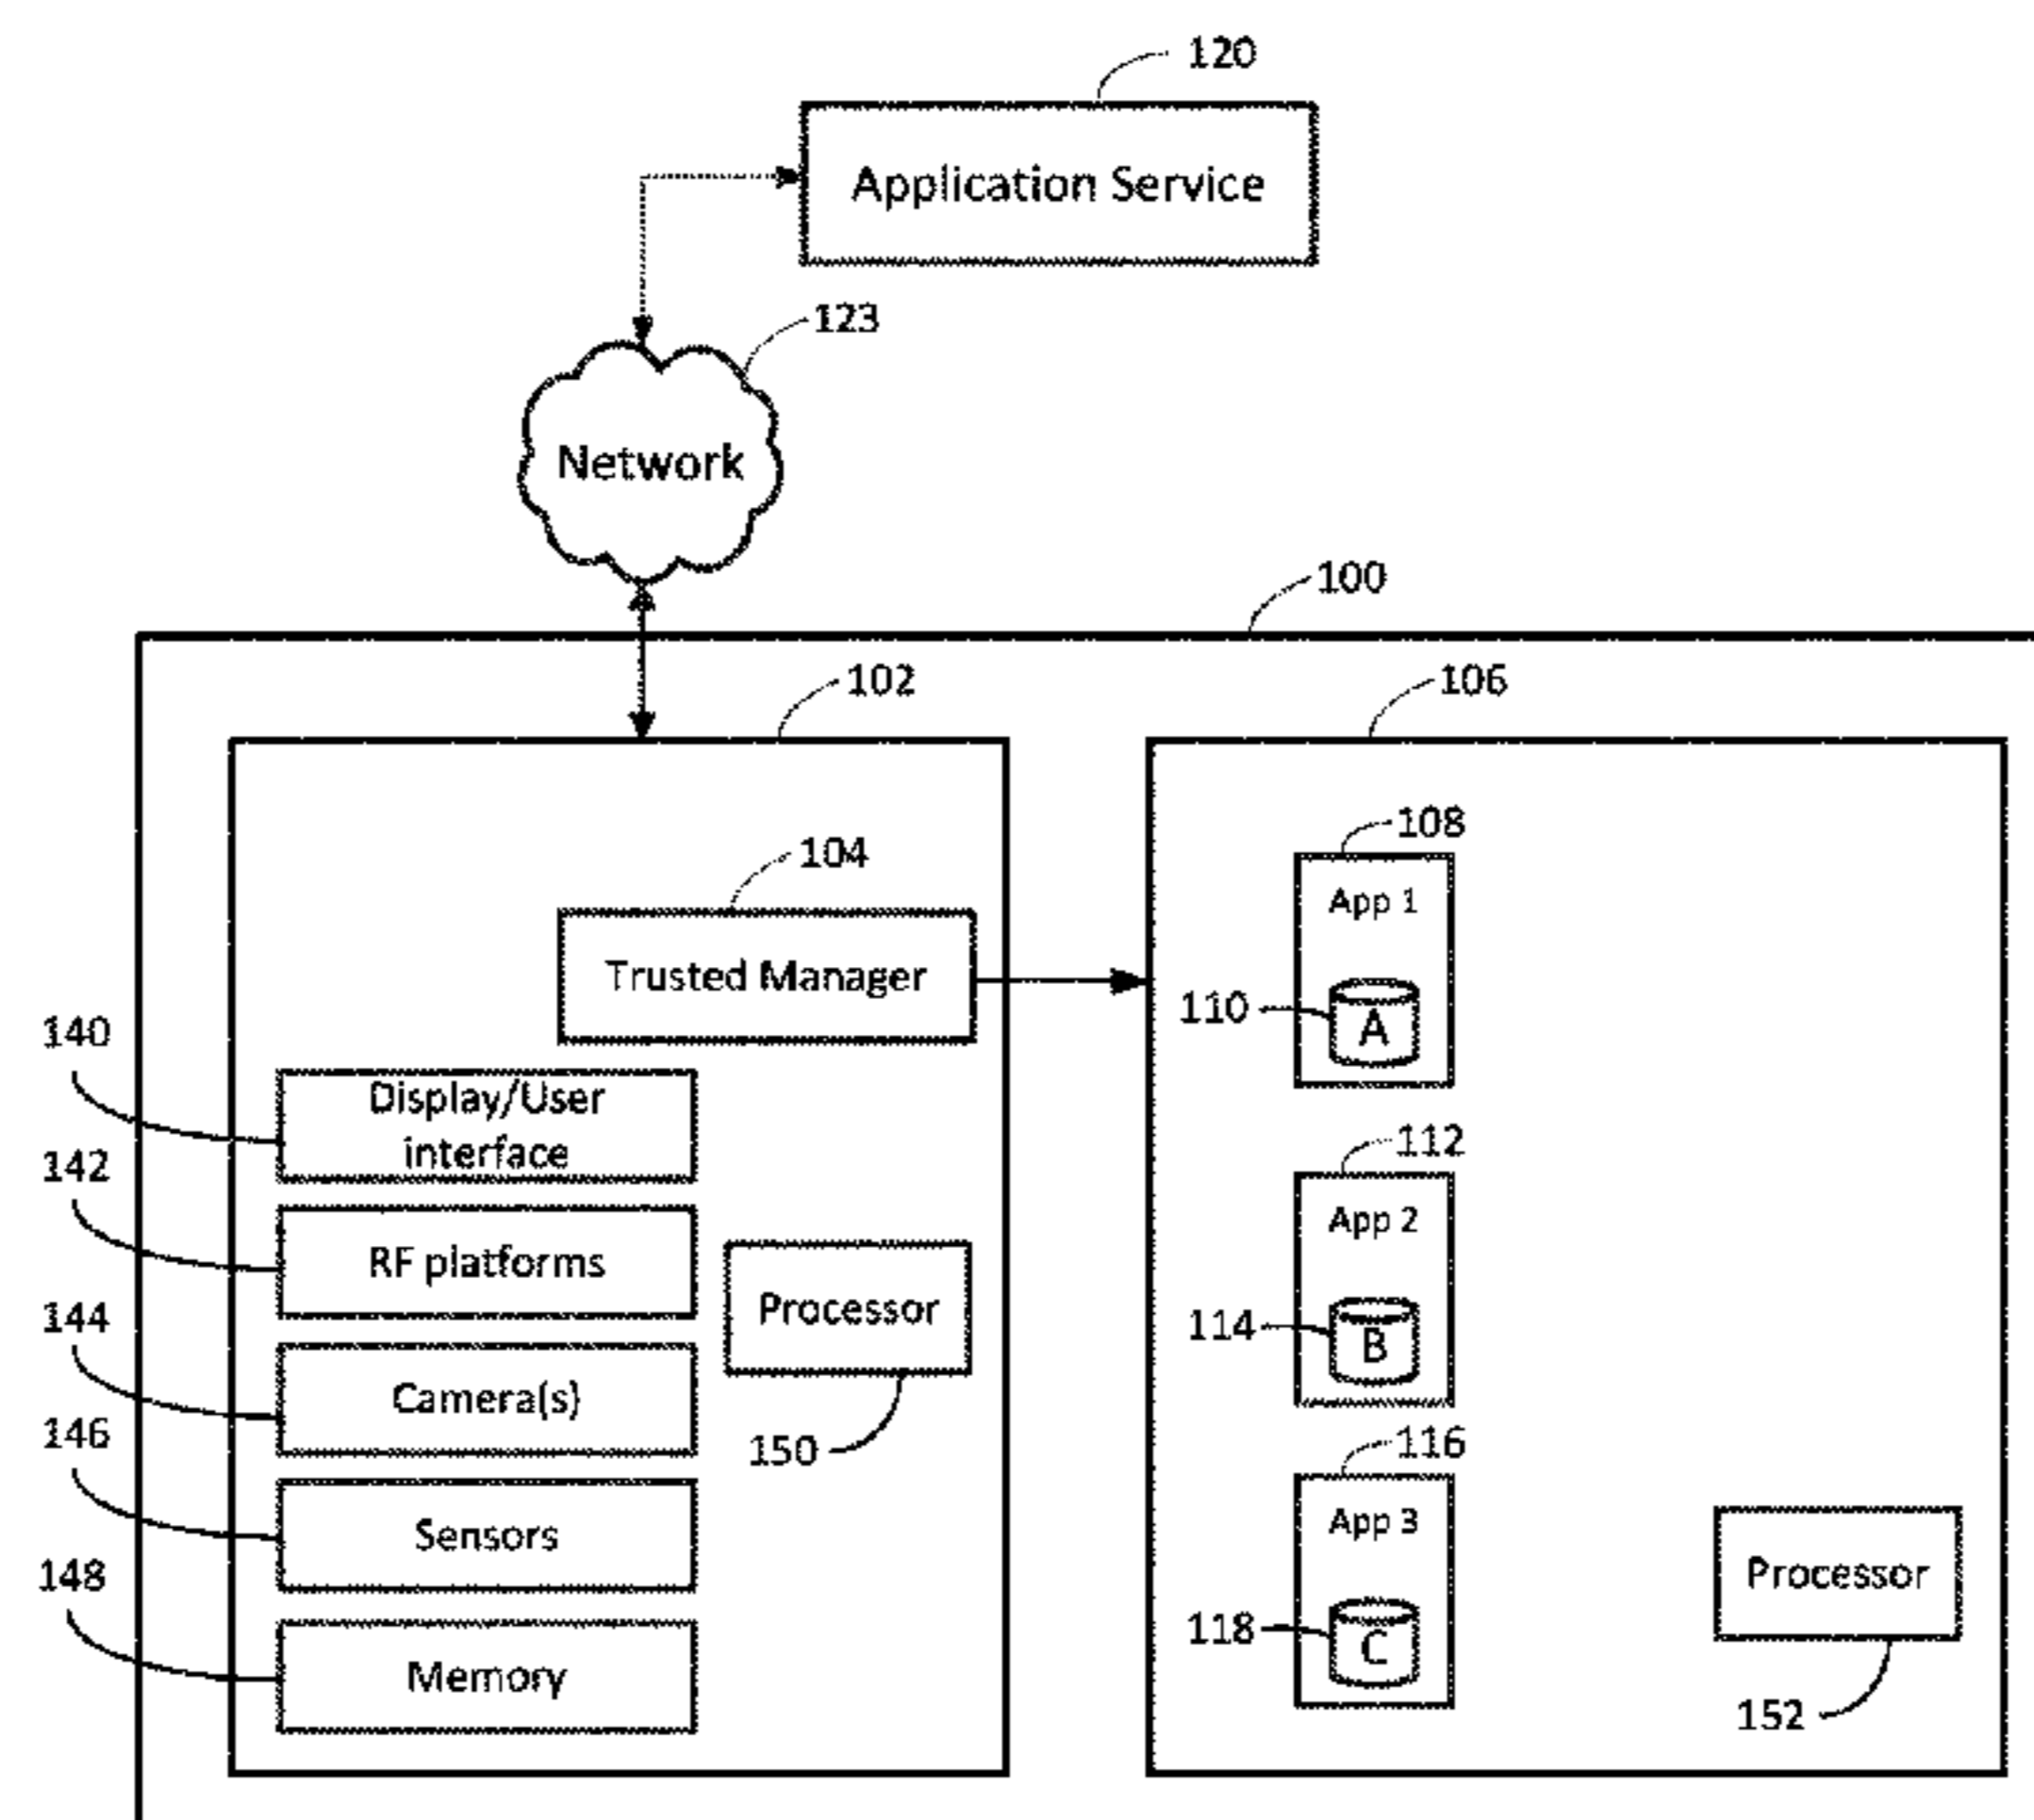 120
Application Service
123
Network
100
102
106
108
104
App 1
Trusted Manager
110
A
140
Display/User
interface
112
142
App 2
RF platforms
Processor
114
B
144
Camera(s)
116
146
150
App 3
Sensors
Processor
148
118
C
Memory
152